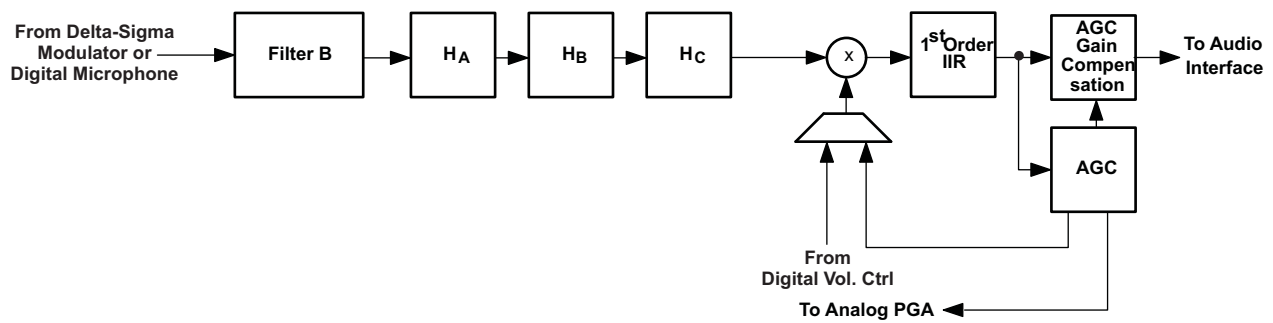 From Delta-Sigma
Modulator or
Digital Microphone
Filter B
HA
HB
HC
x
1st Order
IIR
AGC
Gain
Compen
sation
To Audio
Interface
AGC
From
Digital Vol. Ctrl
To Analog PGA